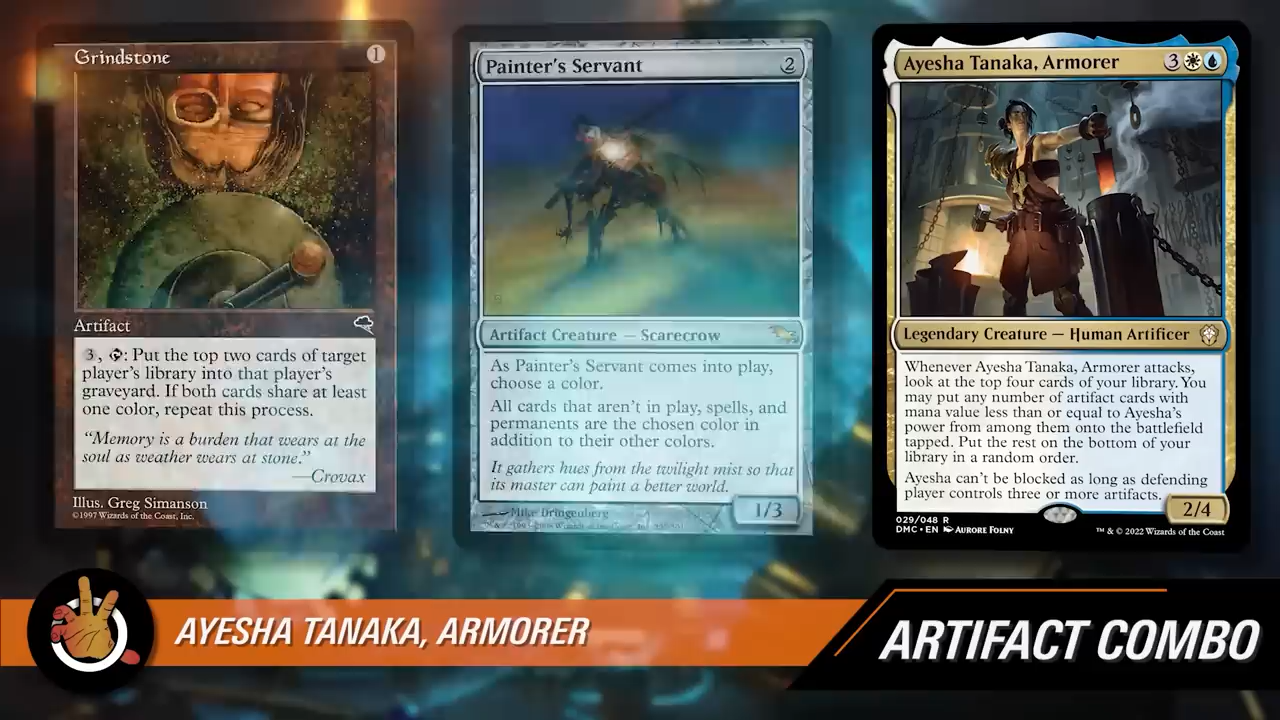 Grindstone
1
Artifact
3, : Put the top two cards of target
player's library into that player's
graveyard. If both cards share at least
one color, repeat this process.
"Memory is a burden that wears at the
soul as weather wears at stone."
—Crovax
Illus. Greg Simanson
©1997 Wizards of the Coast, Inc.
Painter's Servant
2
Artifact Creature — Scarecrow
As Painter's Servant comes into play,
choose a color.
All cards that aren't in play, spells, and
permanents are the chosen color in
addition to their other colors.
It gathers hues from the twilight mist so that
its master can paint a better world.
Mike Dringenberg
1/3
Ayesha Tanaka, Armorer
3
Legendary Creature — Human Artificer
Whenever Ayesha Tanaka, Armorer attacks,
look at the top four cards of your library. You
may put any number of artifact cards with
mana value less than or equal to Ayesha's
power from among them onto the battlefield
tapped. Put the rest on the bottom of your
library in a random order.
Ayesha can't be blocked as long as defending
player controls three or more artifacts.
2/4
029/048 R
DMC • EN Aurore Folny
™ & © 2022 Wizards of the Coast
AYESHA TANAKA, ARMORER
ARTIFACT COMBO